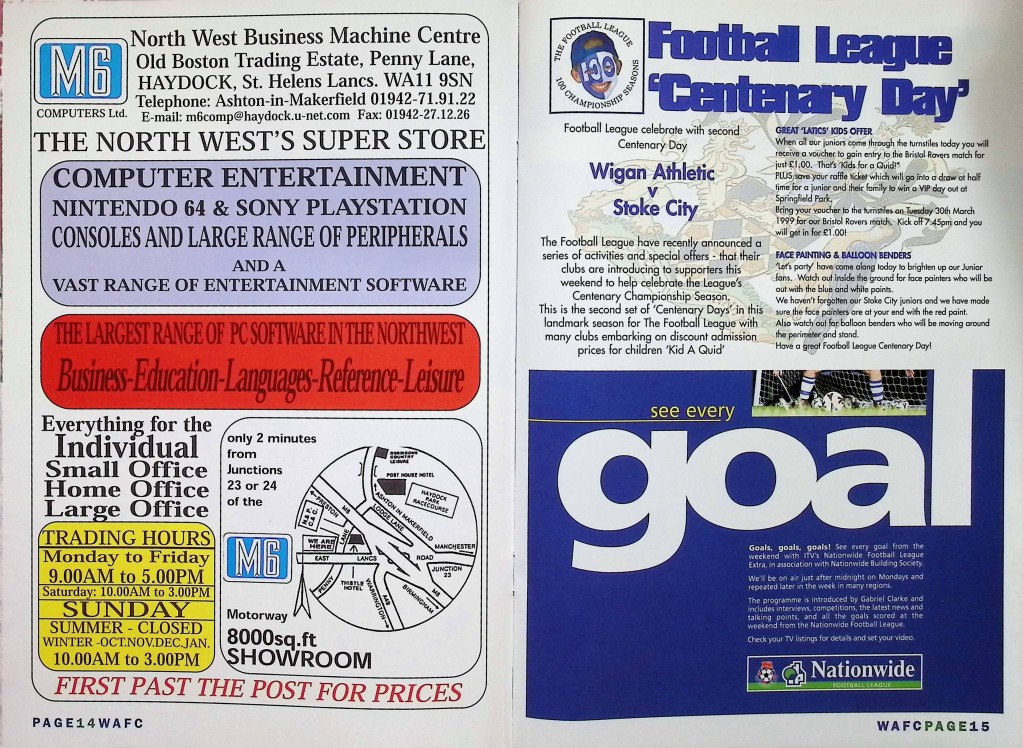 M6
COMPUTERS Ltd.
North West Business Machine Centre
Old Boston Trading Estate, Penny Lane,
HAYDOCK, St. Helens Lancs. WA11 9SN
Telephone: Ashton-in-Makerfield 01942-71.91.22
E-mail: m6comp@haydock.u-net.com Fax: 01942-27.12.26
THE NORTH WEST'S SUPER STORE
COMPUTER ENTERTAINMENT
NINTENDO 64 & SONY PLAYSTATION
CONSOLES AND LARGE RANGE OF PERIPHERALS
AND A
VAST RANGE OF ENTERTAINMENT SOFTWARE
THE LARGEST RANGE OF PC SOFTWARE IN THE NORTHWEST
Business-Education-Languages-Reference-Leisure
Everything for the
Individual
Small Office
Home Office
Large Office
TRADING HOURS
Monday to Friday
9.00AM to 5.00PM
Saturday: 10.00AM to 3.00PM
SUNDAY
SUMMER - CLOSED
WINTER -OCT.NOV.DEC.JAN.
10.00AM to 3.00PM
only 2 minutes
from
Junctions
23 or 24
of the
M6
Motorway
8000sq.ft
SHOWROOM
ROBINSONS
COUNTRY
LEISURE
POST HOUSE HOTEL
HAYDOCK
PARK
RACECOURSE
ASHTON IN MAKERFIELD
LODGE LANE
PRESTON
M6
WE ARE
HERE
LANE
EAST LANCS ROAD
MANCHESTER
JUNCTION
23
PENNY
THISTLE
HOTEL
WARRINGTON
A49
BIRMINGHAM
M6
FIRST PAST THE POST FOR PRICES
PAGE14WAFC
THE FOOTBALL LEAGUE
100
100 CHAMPIONSHIP SEASONS
Football League
'Centenary Day'
Football League celebrate with second
Centenary Day
Wigan Athletic
v
Stoke City
The Football League have recently announced a
series of activities and special offers - that their
clubs are introducing to supporters this
weekend to help celebrate the League's
Centenary Championship Season.
This is the second set of 'Centenary Days' in this
landmark season for The Football League with
many clubs embarking on discount admission
prices for children 'Kid A Quid'
GREAT 'LATICS' KIDS OFFER
When all our juniors come through the turnstiles today you will
receive a voucher to gain entry to the Bristol Rovers match for
just £1.00. That's 'Kids for a Quid!"
PLUS save your raffle ticket which will go into a draw at half
time for a junior and their family to win a VIP day out at
Springfield Park.
Bring your voucher to the turnstiles on Tuesday 30th March
1999 for our Bristol Rovers match. Kick off 7.45pm and you
will get in for £1.00!
FACE PAINTING & BALLOON BENDERS
'Let's party' have come along today to brighten up our Junior
fans. Watch out inside the ground for face painters who will be
out with the blue and white paints.
We haven't forgotten our Stoke City juniors and we have made
sure the face painters are at your end with the red paint.
Also watch out for balloon benders who will be moving around
the perimeter and stand.
Have a great Football League Centenary Day!
see every
goal
Goals, goals, goals! See every goal from the
weekend with ITV's Nationwide Football League
Extra, in association with Nationwide Building Society.
We'll be on air just after midnight on Mondays and
repeated later in the week in many regions.
The programme is introduced by Gabriel Clarke and
includes interviews, competitions, the latest news and
talking points, and all the goals scored at the
weekend from the Nationwide Football League.
Check your TV listings for details and set your video.
Nationwide
FOOTBALL LEAGUE
WAFCPAGE15